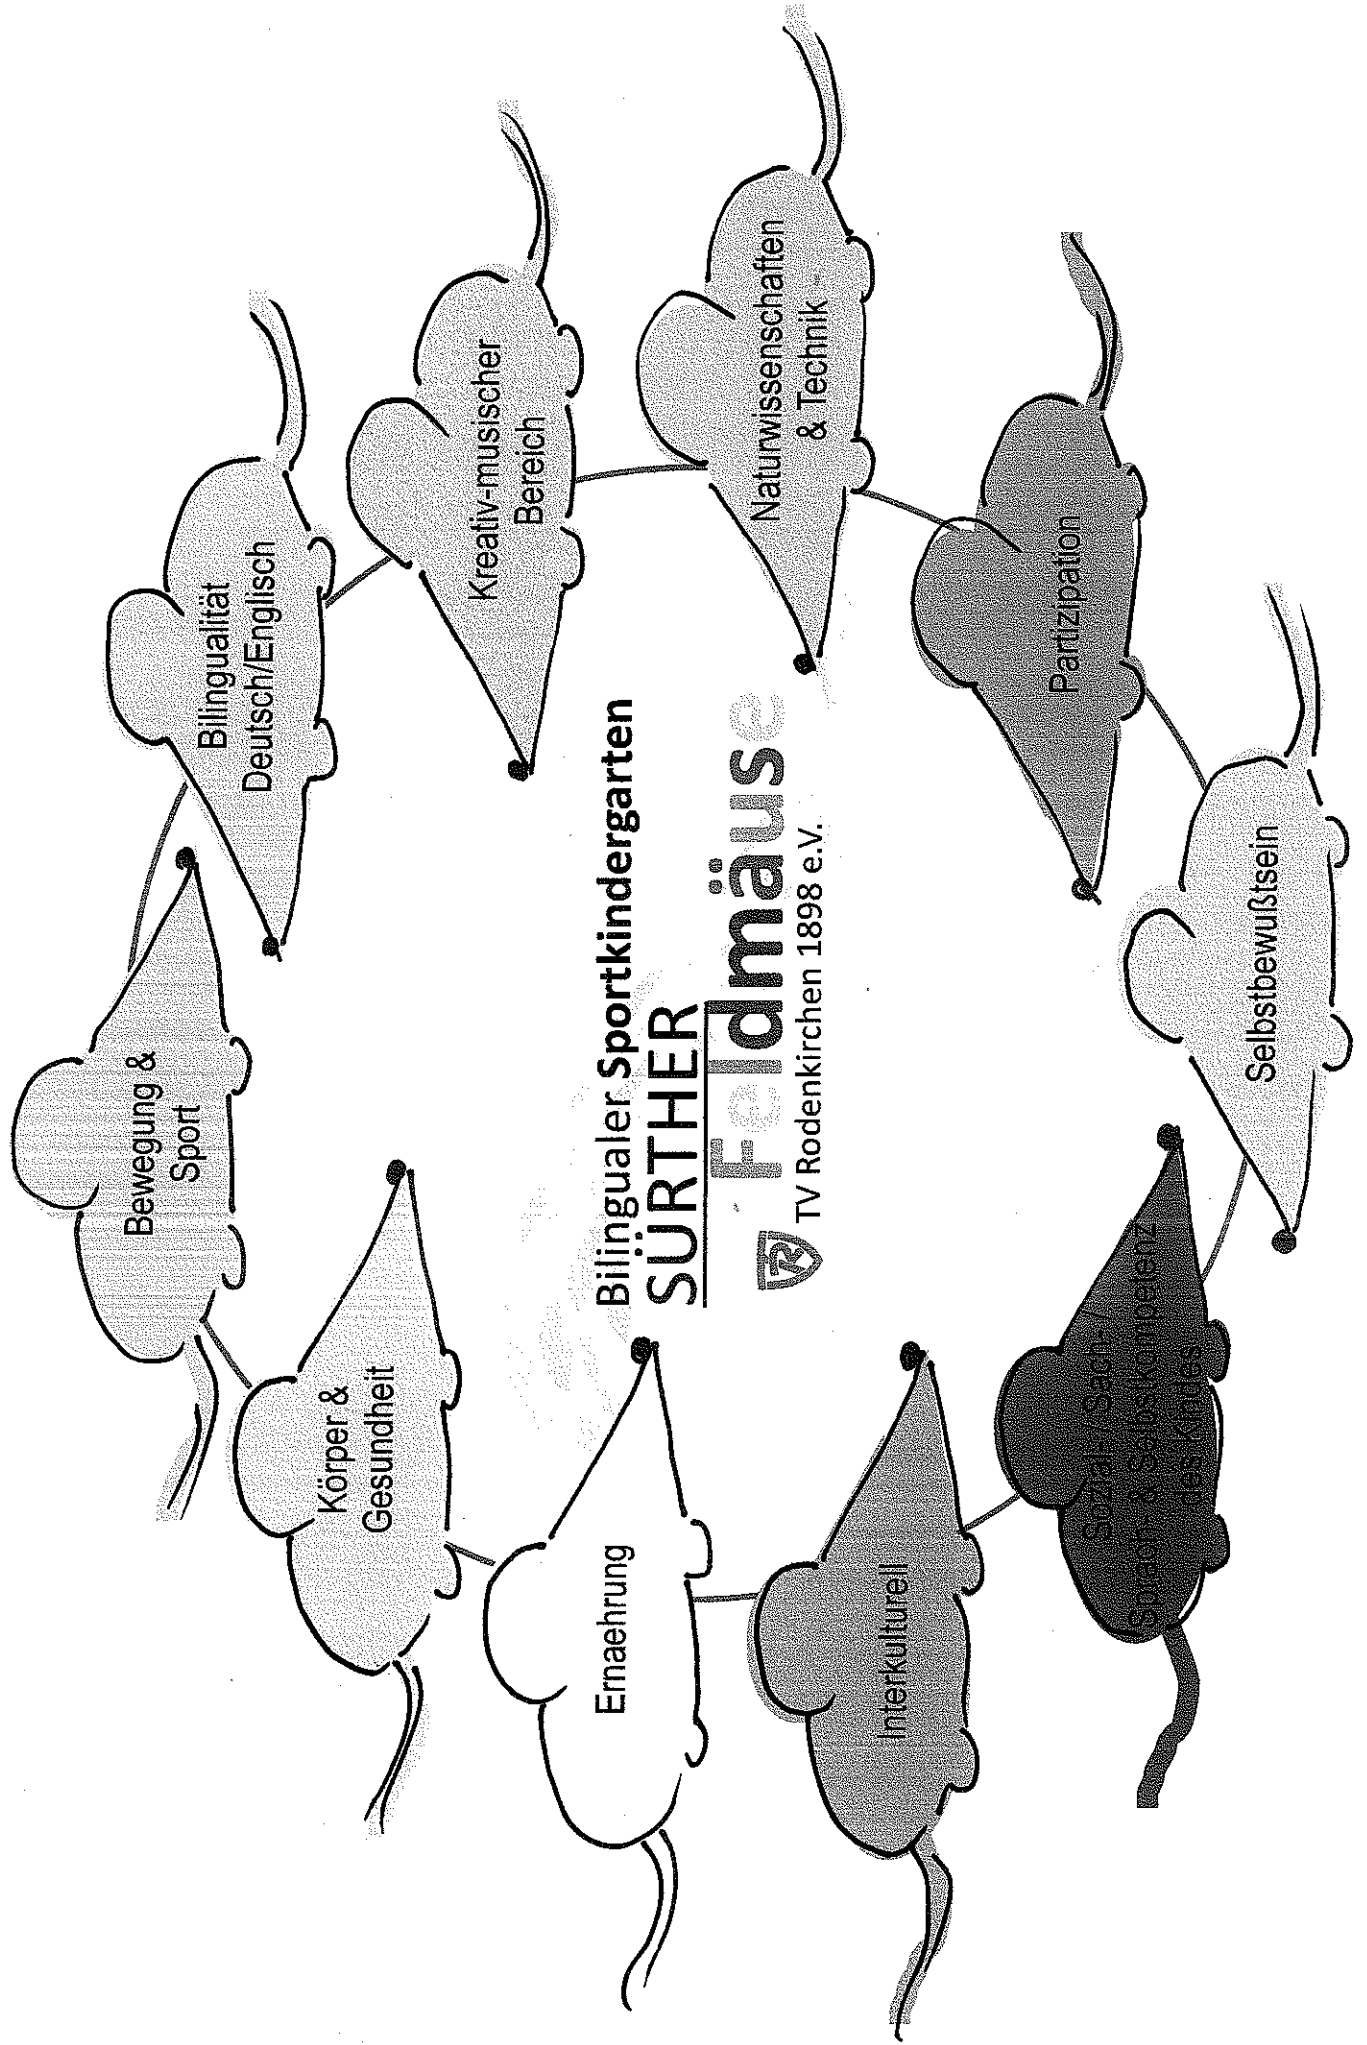 Bewegung &
Sport
Bilingualität
Deutsch/Englisch
Kreativ-musischer
Bereich
Naturwissenschaften
& Technik
Partizipation
Selbstbewußtsein
Sozial- / Sach- /
Sprach- & Selbstkompetenz
des Kindes
Interkulturell
Ernaehrung
Körper &
Gesundheit
Bilingualer Sportkindergarten
SÜRTHER
Feldmäuse
TV Rodenkirchen 1898 e.V.